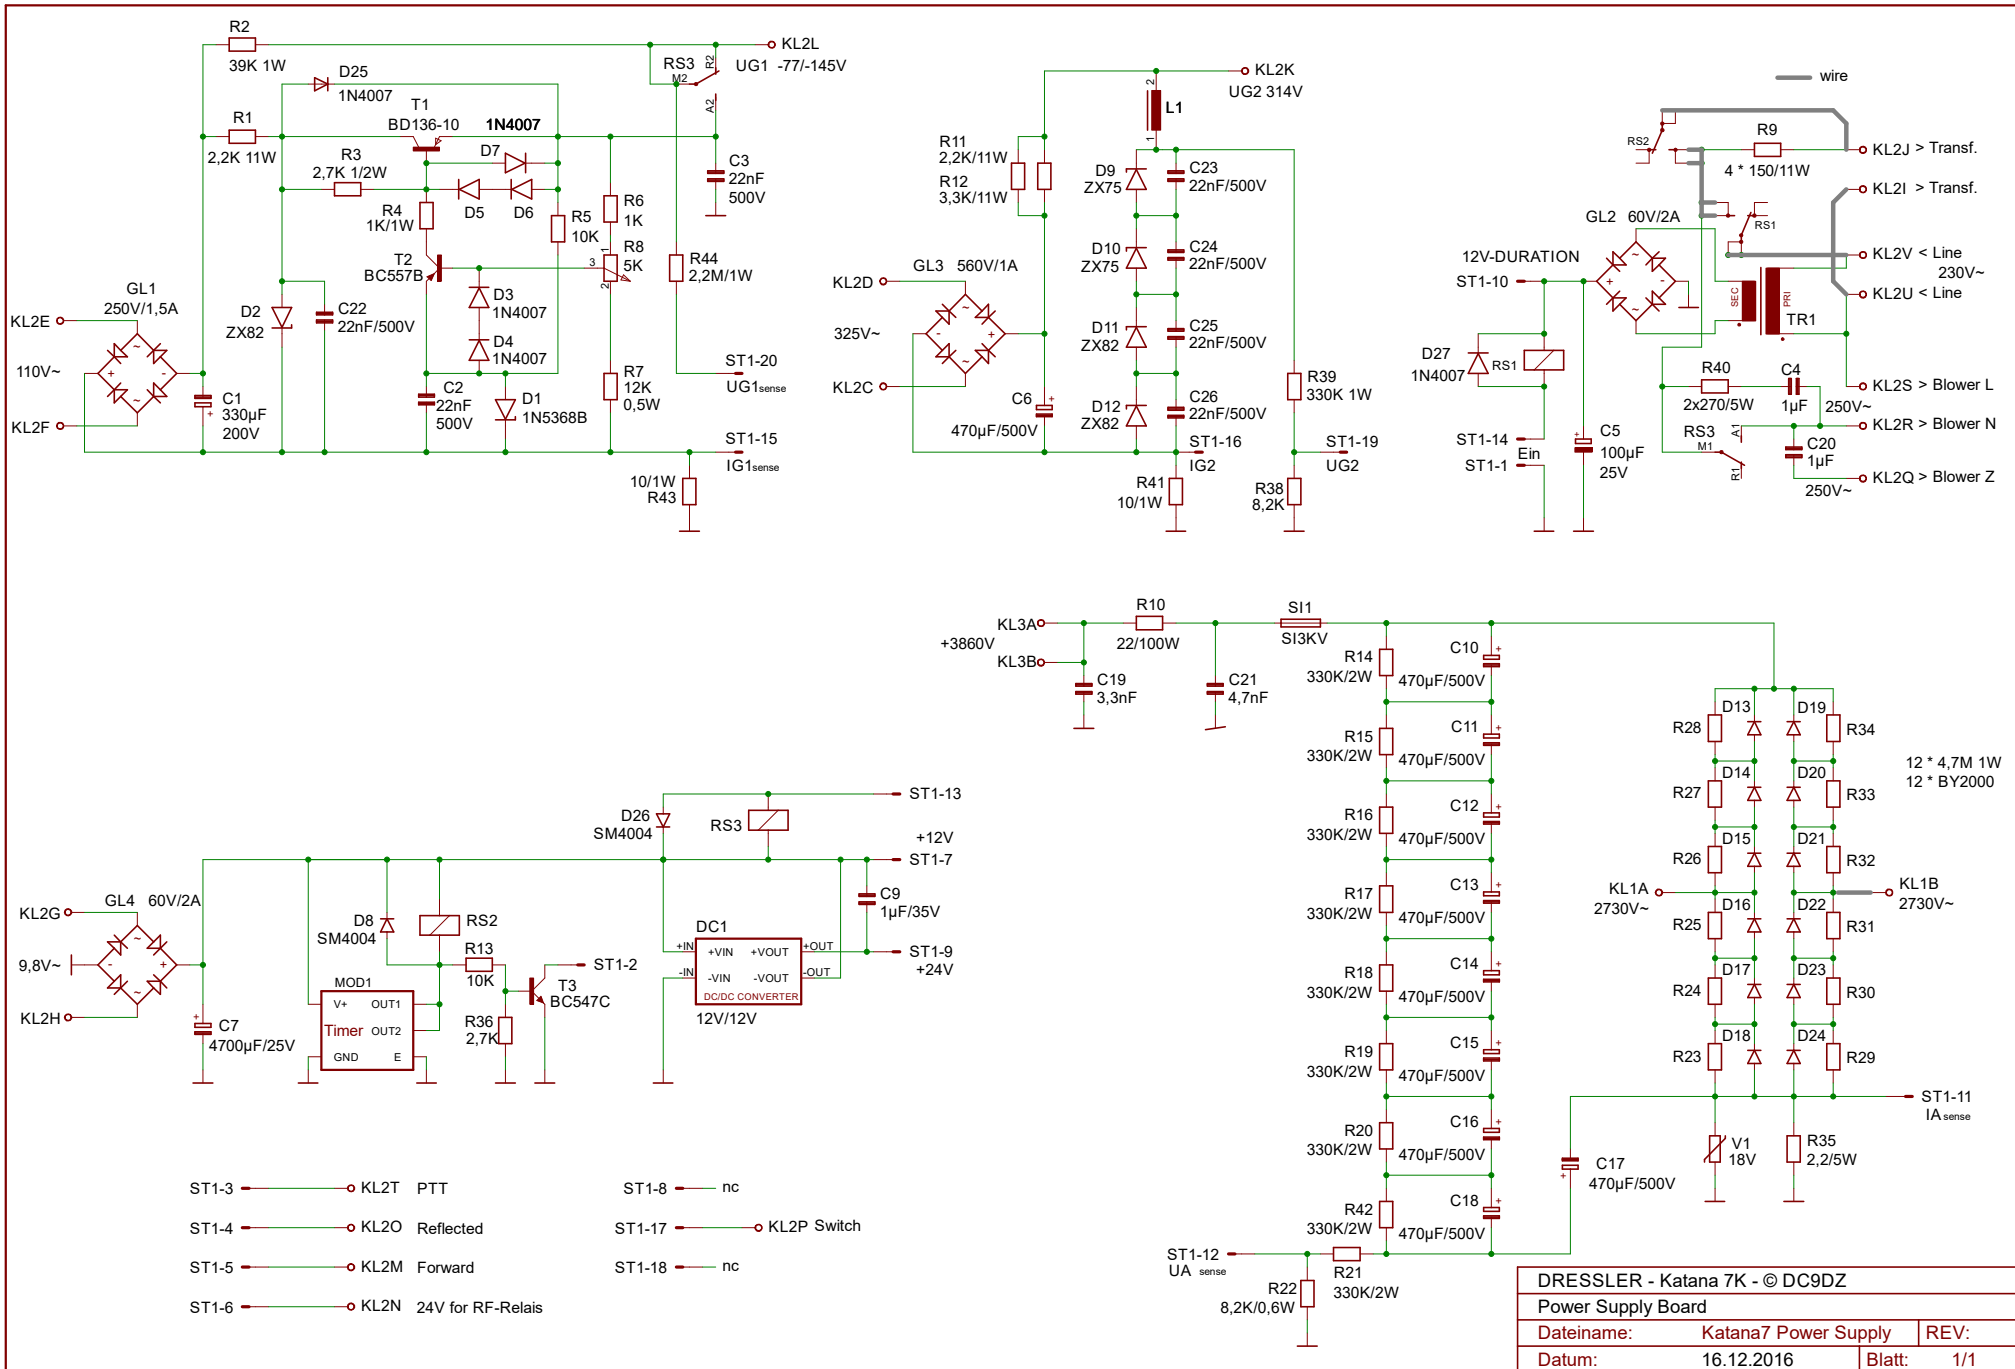 R2
39K 1W
D25
1N4007
RS3
M2
R2
A2
KL2L
UG1 -77/-145V
T1
BD136-10
1N4007
R1
2,2K 11W
R3
2,7K 1/2W
D7
D5
D6
R4
1K/1W
R5
10K
R6
1K
C3
22nF
500V
T2
BC557B
1
R8
5K
3
2
R44
2,2M/1W
GL1
250V/1,5A
D2
ZX82
C22
22nF/500V
D3
1N4007
D4
1N4007
KL2E
110V~
KL2F
~
+
-
~
C1
+
330µF
200V
C2
22nF
500V
D1
1N5368B
R7
12K
0,5W
ST1-20
UG1sense
ST1-15
IG1sense
10/1W
R43
KL2K
UG2 314V
2
L1
1
R11
2,2K/11W
R12
3,3K/11W
D9
ZX75
C23
22nF/500V
D10
ZX75
C24
22nF/500V
D11
ZX82
C25
22nF/500V
D12
ZX82
C26
22nF/500V
KL2D
325V~
KL2C
GL3 560V/1A
~
-
+
~
C6
+
470µF/500V
ST1-16
IG2
R41
10/1W
R39
330K 1W
ST1-19
UG2
R38
8,2K
wire
RS2
R9
4 * 150/11W
KL2J > Transf.
KL2I > Transf.
RS1
GL2 60V/2A
KL2V < Line
230V~
KL2U < Line
12V-DURATION
ST1-10
~
+
-
~
SEC
PRI
TR1
D27
1N4007
RS1
R40
2x270/5W
C4
1µF
250V~
KL2S > Blower L
KL2R > Blower N
RS3
M1
A1
R1
C20
1µF
250V~
KL2Q > Blower Z
ST1-14
Ein
ST1-1
+
C5
100µF
25V
KL3A
+3860V
KL3B
R10
22/100W
SI1
SI3KV
C19
3,3nF
C21
4,7nF
R14
330K/2W
C10
+
470µF/500V
R15
330K/2W
C11
+
470µF/500V
R16
330K/2W
C12
+
470µF/500V
R17
330K/2W
C13
+
470µF/500V
R18
330K/2W
C14
+
470µF/500V
R19
330K/2W
C15
+
470µF/500V
R20
330K/2W
C16
+
470µF/500V
R42
330K/2W
C18
+
470µF/500V
R28
D13
D19
R34
R27
D14
D20
R33
R26
D15
D21
R32
12 * 4,7M 1W
12 * BY2000
KL1A
2730V~
KL1B
2730V~
R25
D16
D22
R31
R24
D17
D23
R30
R23
D18
D24
R29
ST1-11
IA sense
V1
18V
R35
2,2/5W
C17
+
470µF/500V
ST1-12
UA sense
R21
330K/2W
R22
8,2K/0,6W
D26
SM4004
RS3
ST1-13
+12V
ST1-7
C9
1µF/35V
ST1-9
+24V
KL2G
9,8V~
KL2H
GL4 60V/2A
~
-
+
~
+
C7
4700µF/25V
D8
SM4004
RS2
R13
10K
MOD1
V+ OUT1
Timer OUT2
GND E
R36
2,7K
T3
BC547C
ST1-2
DC1
+IN
+VIN +VOUT
+OUT
-IN
-VIN -VOUT
-OUT
DC/DC CONVERTER
12V/12V
ST1-3 KL2T PTT
ST1-4 KL2O Reflected
ST1-5 KL2M Forward
ST1-6 KL2N 24V for RF-Relais
ST1-8 nc
ST1-17 KL2P Switch
ST1-18 nc
DRESSLER - Katana 7K - © DC9DZ
Power Supply Board
Dateiname: Katana7 Power Supply REV:
Datum: 16.12.2016 Blatt: 1/1